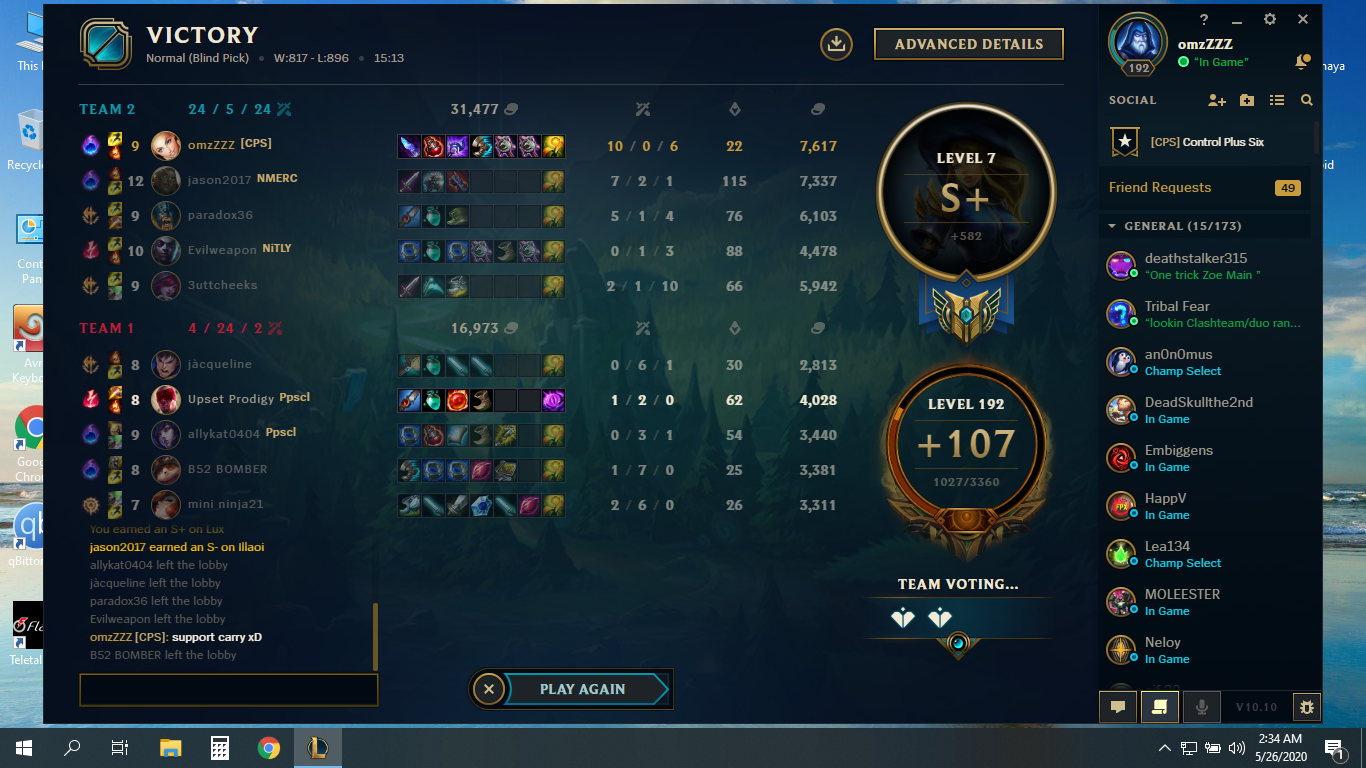 This
Recycle
Cont
Pan
Avr
Keybo
Goog
Chro
qBittor
Teletal
VICTORY
Normal (Blind Pick) • W:817 - L:896 • 15:13
ADVANCED DETAILS
TEAM 2 24 / 5 / 24 31,477
9 omzZZZ [CPS] 10 / 0 / 6 22 7,617
12 jason2017 NMERC 7 / 2 / 1 115 7,337
9 paradox36 5 / 1 / 4 76 6,103
10 Evilweapon NiTLY 0 / 1 / 3 88 4,478
9 3uttcheeks 2 / 1 / 10 66 5,942
TEAM 1 4 / 24 / 2 16,973
8 jàcqueline 0 / 6 / 1 30 2,813
8 Upset Prodigy Ppscl 1 / 2 / 0 62 4,028
9 allykat0404 Ppscl 0 / 3 / 1 54 3,440
8 B52 BOMBER 1 / 7 / 0 25 3,381
7 mini ninja21 2 / 6 / 0 26 3,311
You earned an S+ on Lux
jason2017 earned an S- on Illaoi
allykat0404 left the lobby
jàcqueline left the lobby
paradox36 left the lobby
Evilweapon left the lobby
omzZZZ [CPS]: support carry xD
B52 BOMBER left the lobby
PLAY AGAIN
LEVEL 7
S+
+582
LEVEL 192
+107
1027/3360
TEAM VOTING...
?
omzZZZ
"In Game"
192
SOCIAL
[CPS] Control Plus Six
Friend Requests 49
GENERAL (15/173)
deathstalker315
"One trick Zoe Main "
Tribal Fear
"lookin Clashteam/duo ran...
an0n0mus
Champ Select
DeadSkullthe2nd
In Game
Embiggens
In Game
HappV
In Game
Lea134
Champ Select
MOLEESTER
In Game
Neloy
In Game
V10.10
naya
oid
2:34 AM
5/26/2020
1